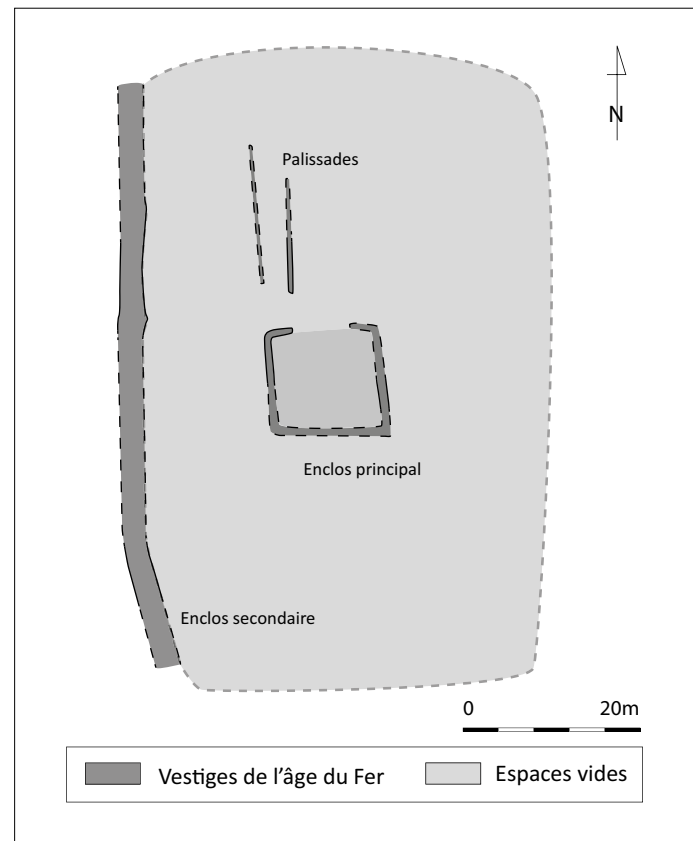 N
Palissades
Enclos principal
Enclos secondaire
0 20m
Vestiges de l’âge du Fer
Espaces vides